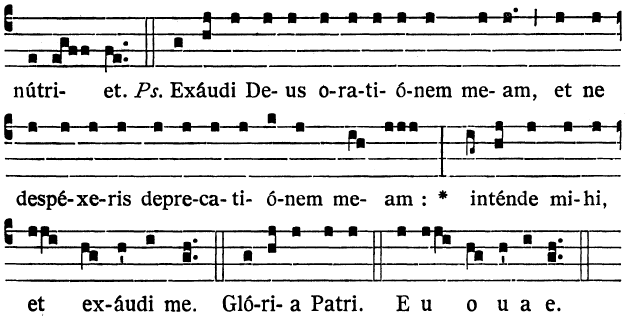 nútri- et. Ps. Exáudi De- us o-ra-ti- ó-nem me- am, et ne
despé-xe-ris depre-ca-ti- ó-nem me- am : * inténde mi-hi,
et ex-áudi me. Gló-ri- a Patri. E u o u a e.